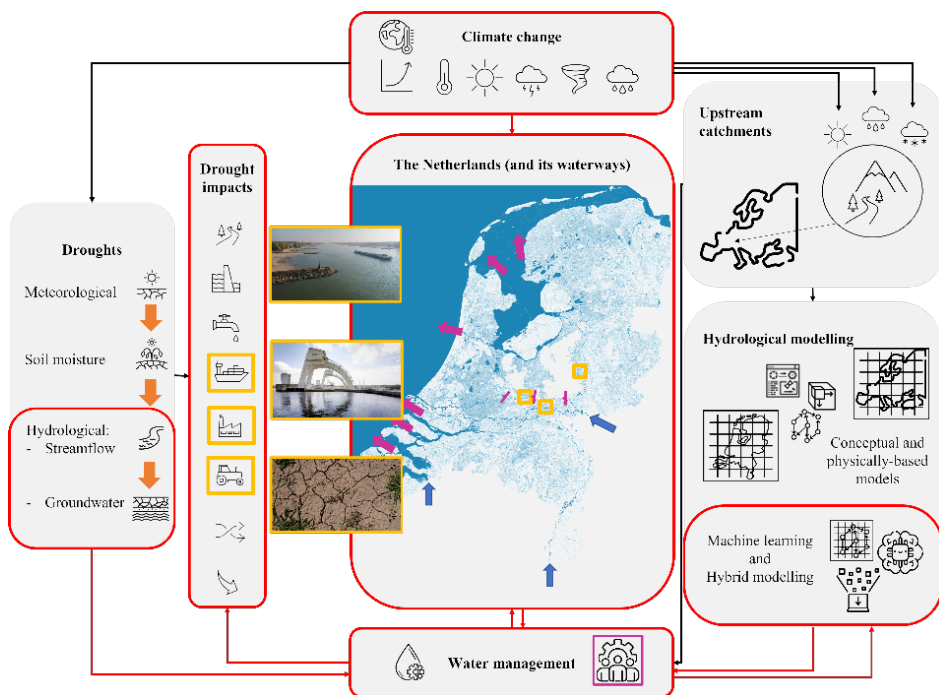 Climate change
Upstream
catchments
Drought
impacts
The Netherlands (and its waterways)
Droughts
Meteorological
Soil moisture
Hydrological:
- Streamflow
- Groundwater
Hydrological modelling
Conceptual and
physically-based
models
Machine learning
and
Hybrid modelling
Water management